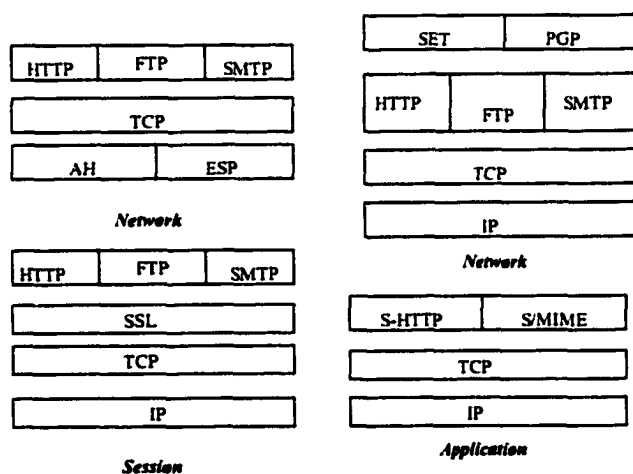 HTTP FTP SMTP
TCP
AH ESP
Network
HTTP FTP SMTP
SSL
TCP
IP
Session
SET PGP
HTTP FTP SMTP
TCP
IP
Network
S-HTTP S/MIME
TCP
IP
Application